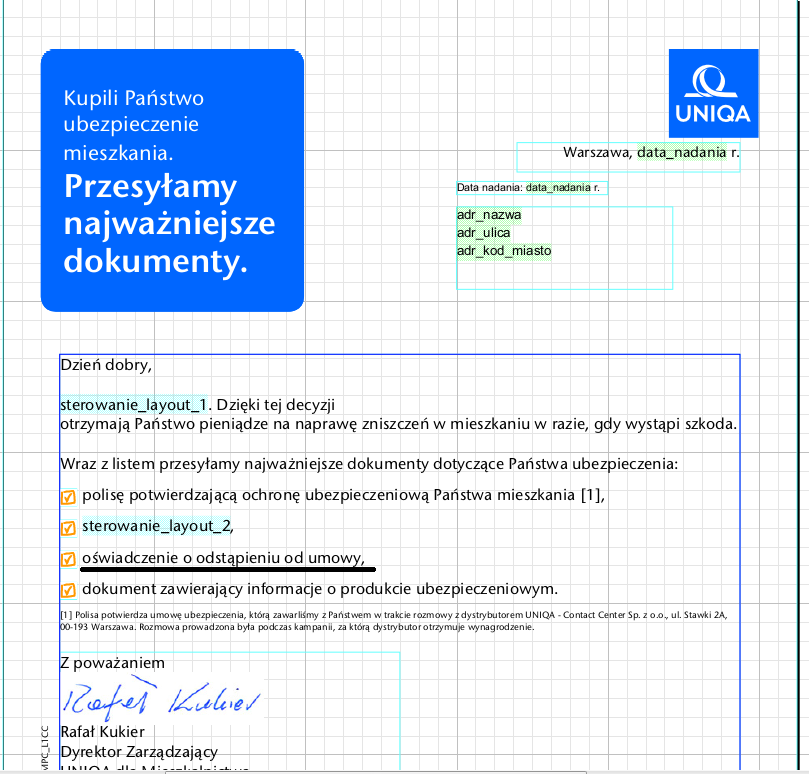 Kupili Państwo
ubezpieczenie
mieszkania.
Przesyłamy
najważniejsze
dokumenty.
UNIQA
Warszawa, data_nadania r.
Data nadania: data_nadania r.
adr_nazwa
adr_ulica
adr_kod_miasto
Dzień dobry,
sterowanie_layout_1. Dzięki tej decyzji
otrzymają Państwo pieniądze na naprawę zniszczeń w mieszkaniu w razie, gdy wystąpi szkoda.
Wraz z listem przesyłamy najważniejsze dokumenty dotyczące Państwa ubezpieczenia:
polisę potwierdzającą ochronę ubezpieczeniową Państwa mieszkania [1],
sterowanie_layout_2,
oświadczenie o odstąpieniu od umowy,
dokument zawierający informacje o produkcie ubezpieczeniowym.
[1] Polisa potwierdza umowę ubezpieczenia, którą zawarliśmy z Państwem w trakcie rozmowy z dystrybutorem UNIQA - Contact Center Sp. z o.o., ul. Stawki 2A,
00-193 Warszawa. Rozmowa prowadzona była podczas kampanii, za którą dystrybutor otrzymuje wynagrodzenie.
Z poważaniem
Rafał Kukier
Rafał Kukier
Dyrektor Zarządzający
MPC_L1CC